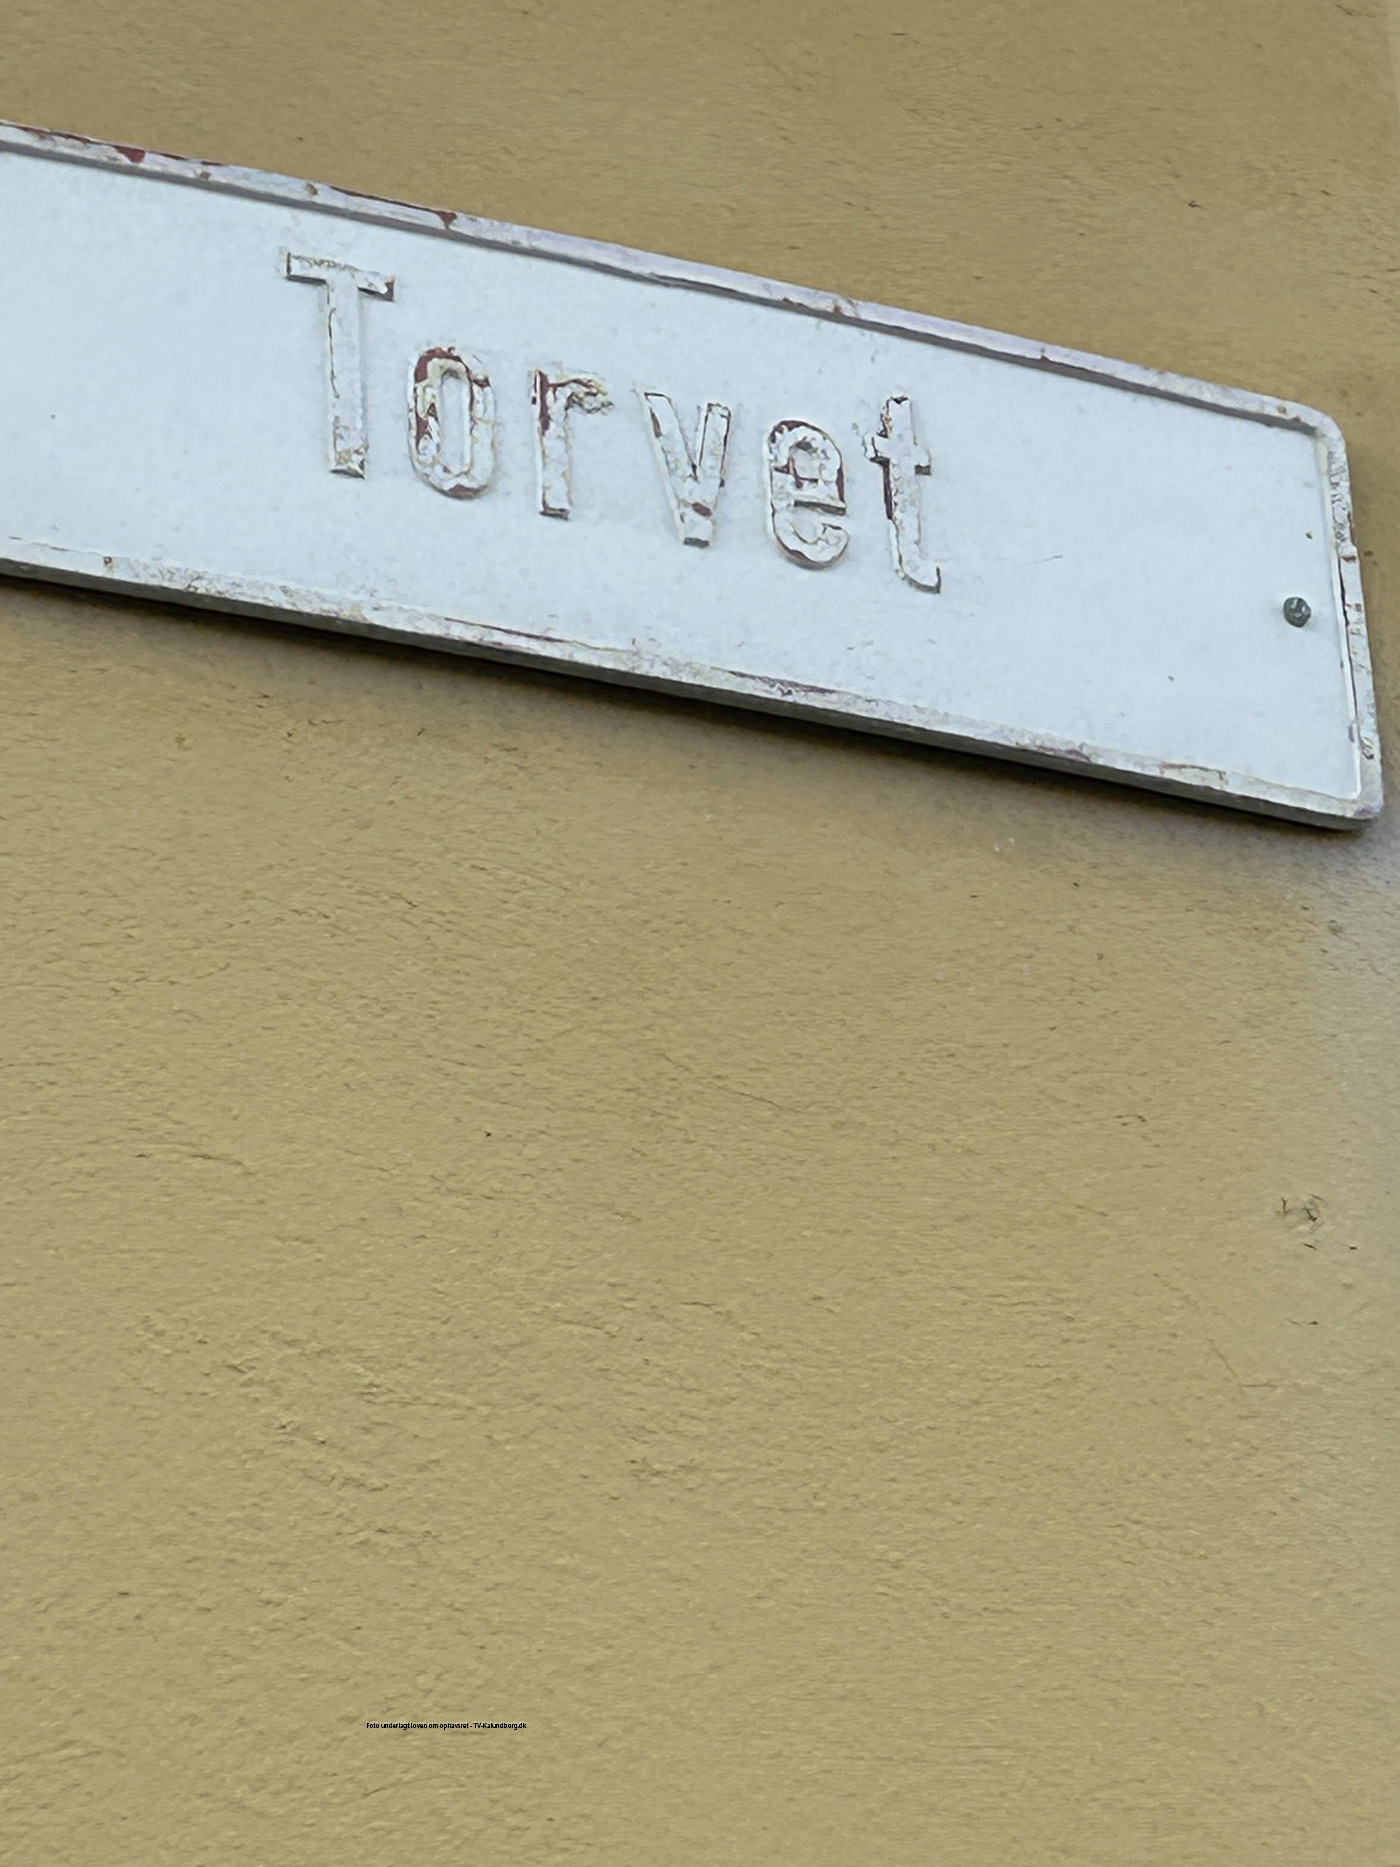 Torvet
Foto underlagt loven om ophavsret - TV-Kalundborg.dk